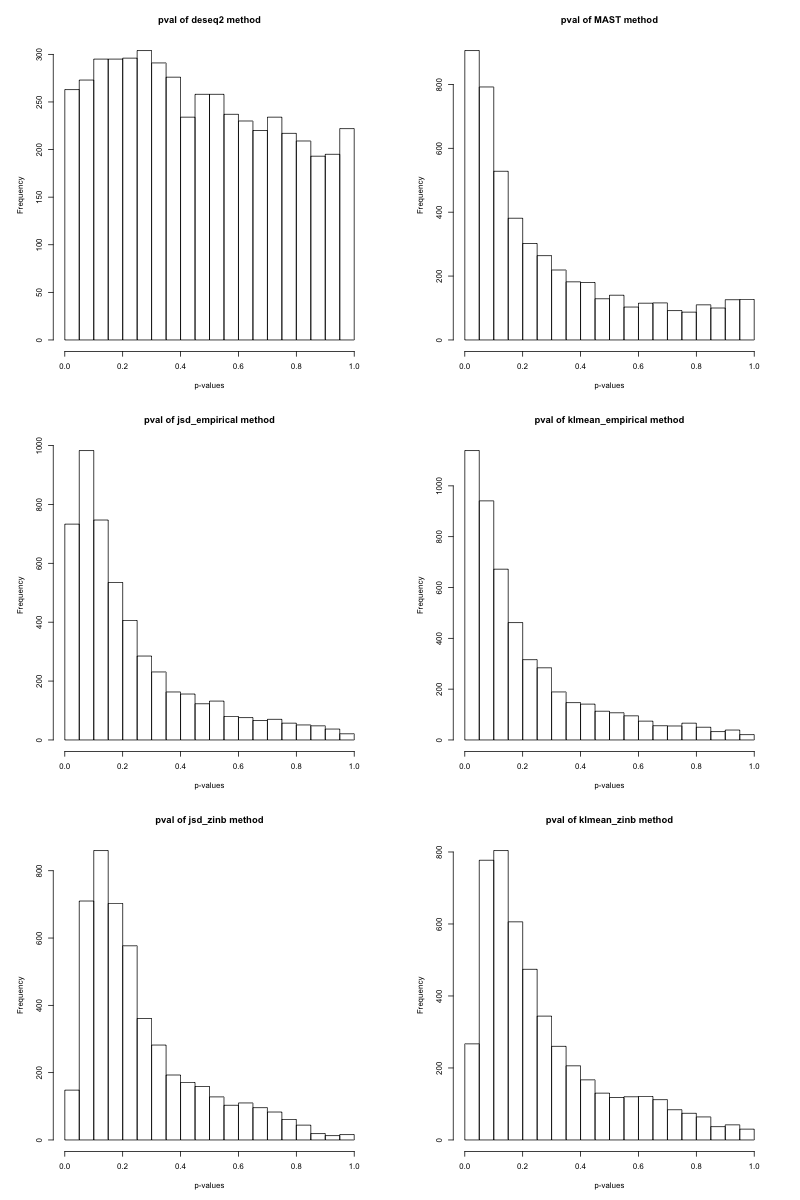 pval of deseq2 method
Frequency
0 50 100 150 200 250 300
0.0 0.2 0.4 0.6 0.8 1.0
p-values
pval of MAST method
Frequency
0 200 400 600 800
0.0 0.2 0.4 0.6 0.8 1.0
p-values
pval of jsd_empirical method
Frequency
0 200 400 600 800 1000
0.0 0.2 0.4 0.6 0.8 1.0
p-values
pval of klmean_empirical method
Frequency
0 200 400 600 800 1000
0.0 0.2 0.4 0.6 0.8 1.0
p-values
pval of jsd_zinb method
Frequency
0 200 400 600 800
0.0 0.2 0.4 0.6 0.8 1.0
p-values
pval of klmean_zinb method
Frequency
0 200 400 600 800
0.0 0.2 0.4 0.6 0.8 1.0
p-values